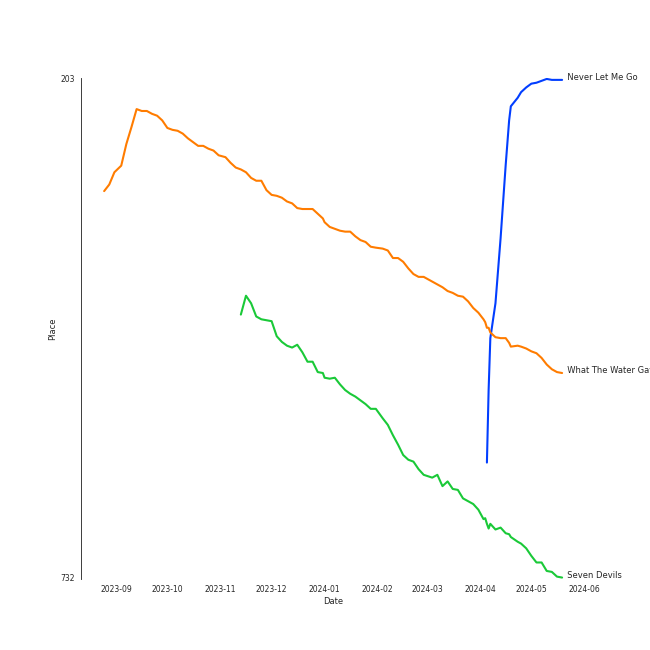 203
Never Let Me Go
Place
What The Water Ga
Seven Devils
732
2023-09 2023-10 2023-11 2023-12 2024-01 2024-02 2024-03 2024-04 2024-05 2024-06
Date